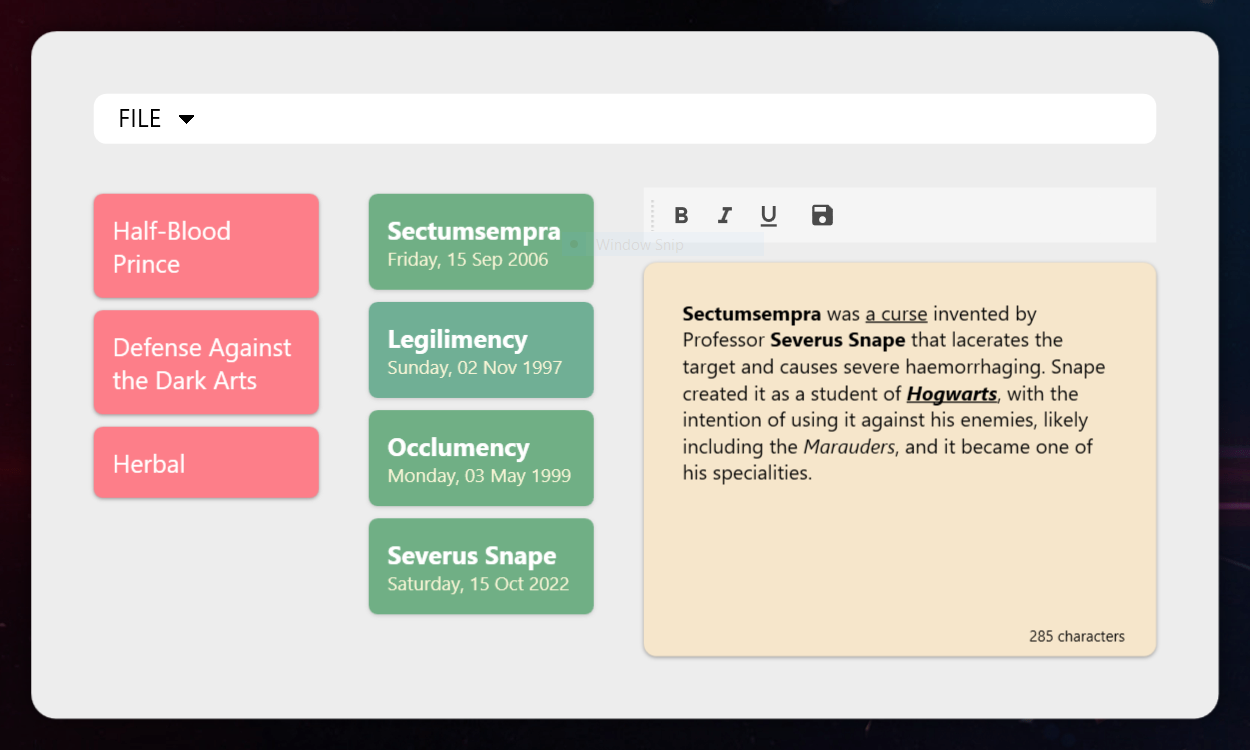 FILE
Half-Blood
Prince
Defense Against
the Dark Arts
Herbal
Sectumsempra
Friday, 15 Sep 2006
Legilimency
Sunday, 02 Nov 1997
Occlumency
Monday, 03 May 1999
Severus Snape
Saturday, 15 Oct 2022
B I U
Window Snip
Sectumsempra was a curse invented by
Professor Severus Snape that lacerates the
target and causes severe haemorrhaging. Snape
created it as a student of Hogwarts, with the
intention of using it against his enemies, likely
including the Marauders, and it became one of
his specialities.
285 characters